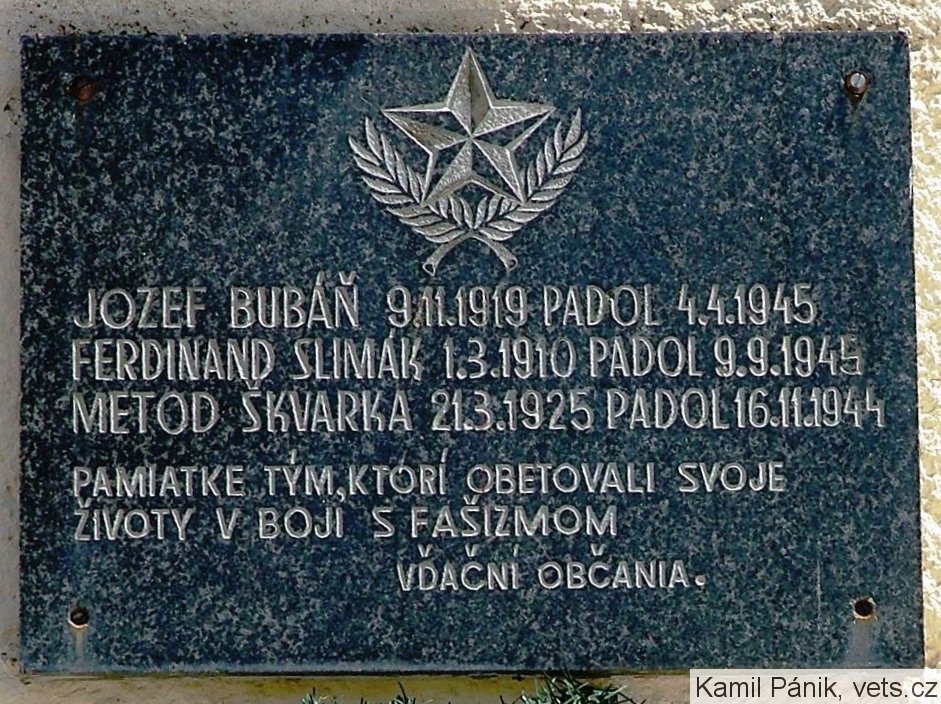 JOZEF BUBÁŇ 9.11.1919 PADOL 4.4.1945
FERDINAND SLIMÁK 1.3.1910 PADOL 9.9.1945
METOD ŠKVARKA 21.3.1925 PADOL 16.11.1944
PAMIATKE TÝM, KTORÍ OBETOVALI SVOJE
ŽIVOTY V BOJI S FAŠIZMOM
VĎAČNÍ OBČANIA.
Kamil Pánik, vets.cz